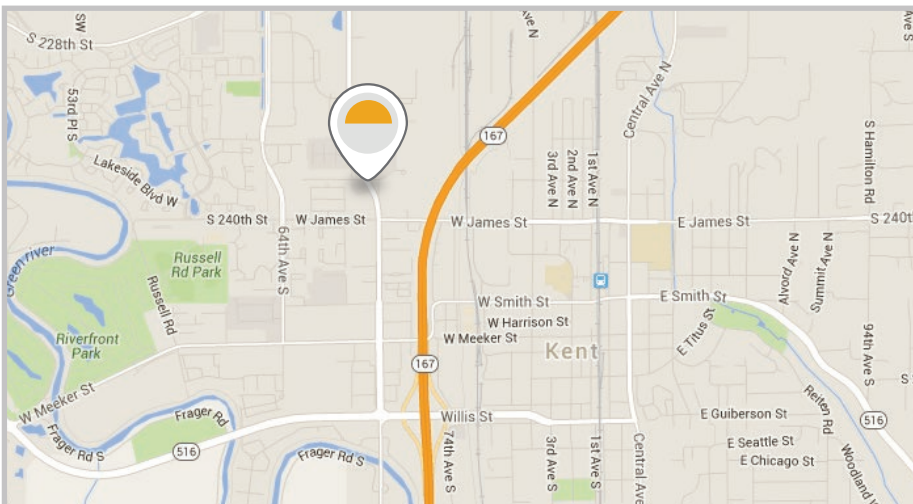 SW
Ave N
Ave S
S 228th St
53rd Pl S
Central Ave N
167
S Hamilton Rd
3rd Ave N
2nd Ave N
1st Ave N
Lakeside Blvd W
S 240th St
W James St
W James St
E James St
S 240th
64th Ave S
Green river
Russell
Rd Park
Alvord Ave N
Summit Ave N
Russell Rd
W Smith St
E Smith St
W Harrison St
E Titus St
Riverfront
Park
W Meeker St
Kent
94th Ave S
167
W Meeker St
Reiten Rd
Frager Rd
Willis St
E Guiberson St
516
Frager Rd S
516
Frager Rd S
74th Ave S
3rd Ave S
1st Ave S
Central Ave
E Seattle St
E Chicago St
Woodland